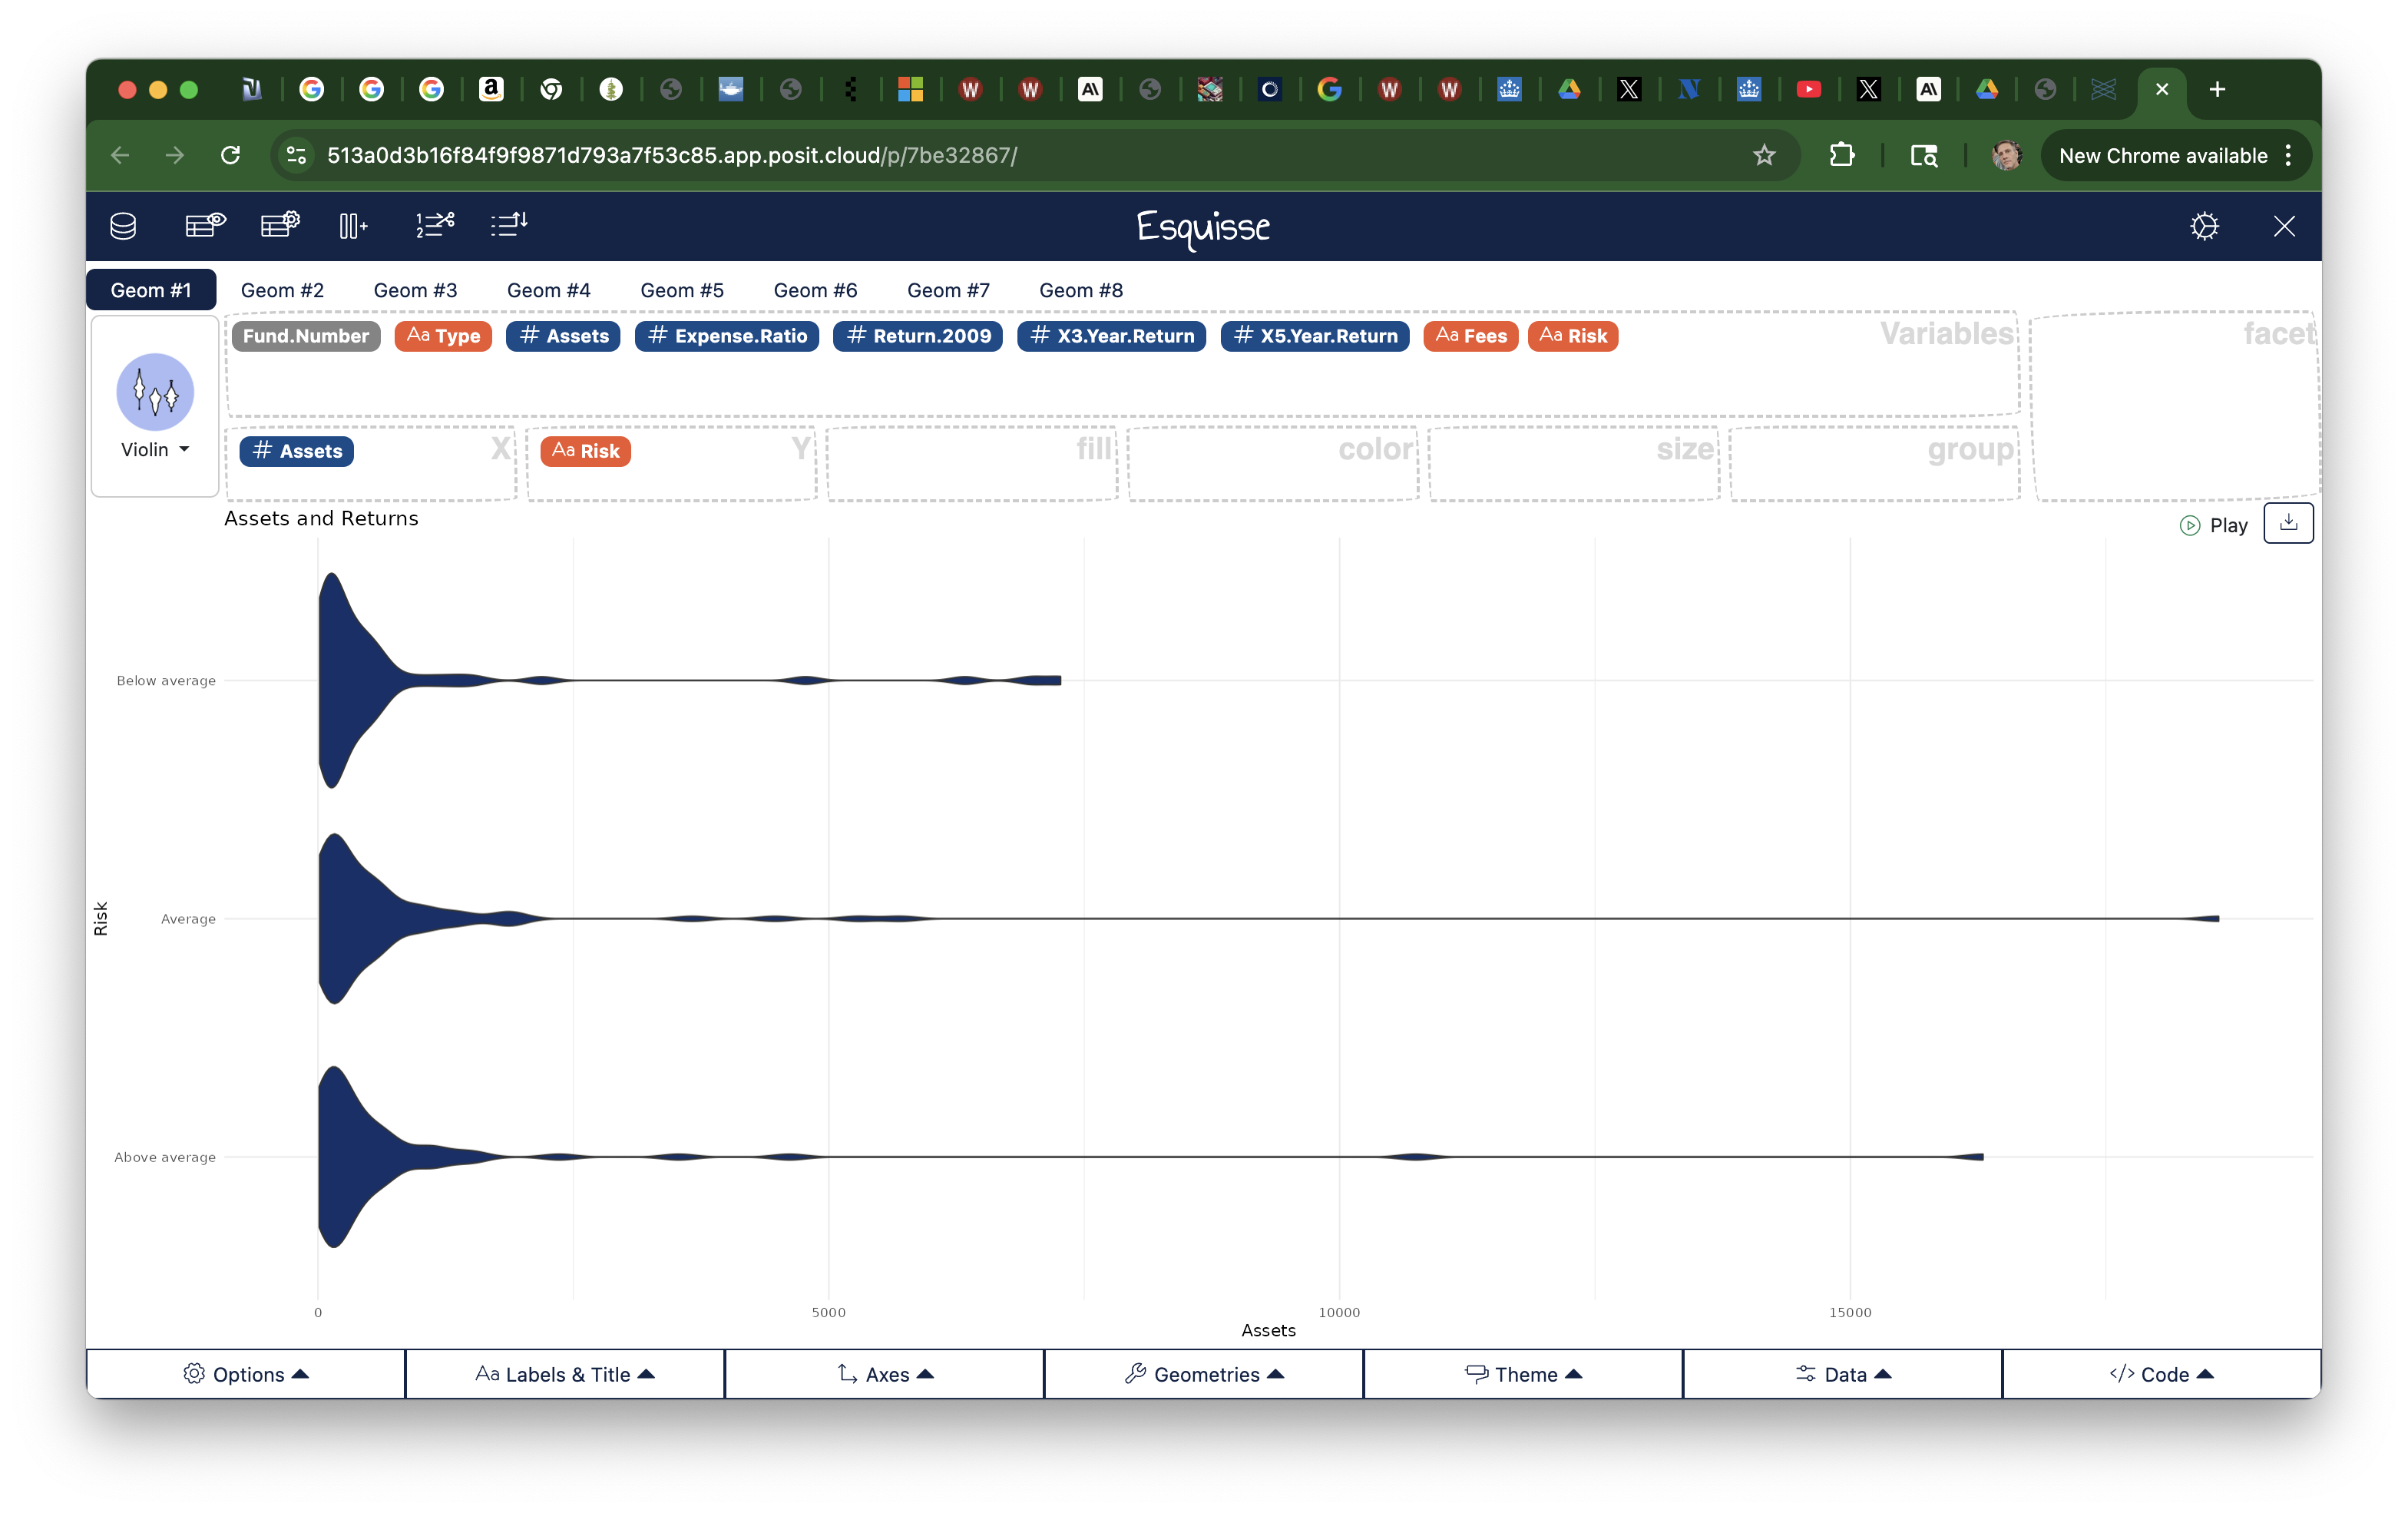 513a0d3b16f84f9f9871d793a7f53c85.app.posit.cloud/p/7be32867/
New Chrome available
Esquisse
Geom #1 Geom #2 Geom #3 Geom #4 Geom #5 Geom #6 Geom #7 Geom #8
Violin
Fund.Number Aa Type # Assets # Expense.Ratio # Return.2009 # X3.Year.Return # X5.Year.Return Aa Fees Aa Risk Variables facet
# Assets X Aa Risk Y fill color size group
Assets and Returns
Play
Below average
Average
Above average
Risk
0 5000 10000 15000
Assets
Options Aa Labels & Title Axes Geometries Theme Data </> Code